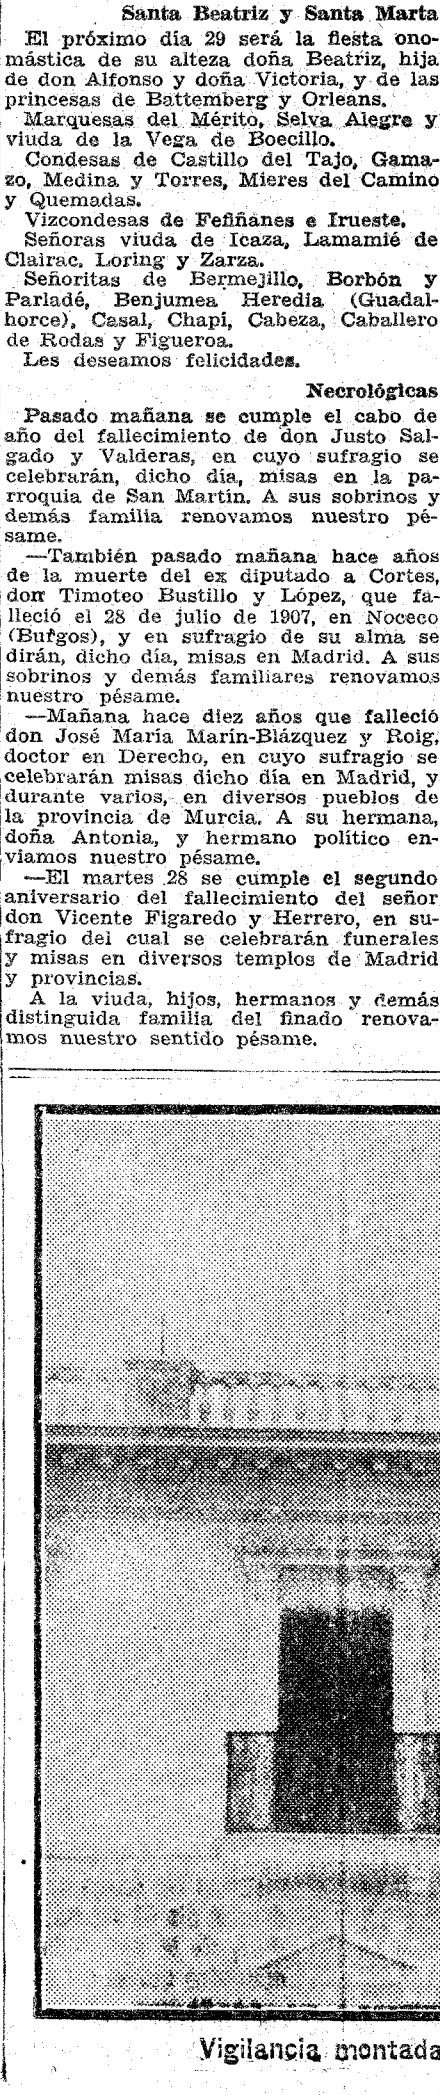 Santa Beatriz y Santa Marta
El próximo día 29 será la fiesta ono-
mástica de su alteza doña Beatriz, hija
de don Alfonso y doña Victoria, y de las
princesas de Battemberg y Orleans.
Marquesas del Mérito, Selva Alegre y
viuda de la Vega de Boecillo.
Condesas de Castillo del Tajo, Gama-
zo, Medina y Torres, Mieres del Camino
y Quemadas.
Vizcondesas de Fefiñanes e Irueste.
Señoras viuda de Icaza, Lamamié de
Clairac, Loring y Zarza.
Señoritas de Bermejillo, Borbón y
Parladé, Benjumea Heredia (Guadal-
horce), Casal, Chapí, Cabeza, Caballero
de Rodas y Figueroa.
Les deseamos felicidades.
Necrológicas
Pasado mañana se cumple el cabo de
año del fallecimiento de don Justo Sal-
gado y Valderas, en cuyo sufragio se
celebrarán, dicho día, misas en la pa-
rroquia de San Martín. A sus sobrinos y
demás familia renovamos nuestro pé-
same.
—También pasado mañana hace años
de la muerte del ex diputado a Cortes,
don Timoteo Bustillo y López, que fa-
lleció el 28 de julio de 1907, en Noceco
(Burgos), y en sufragio de su alma se
dirán, dicho día, misas en Madrid. A sus
sobrinos y demás familiares renovamos
nuestro pésame.
—Mañana hace diez años que falleció
don José María Marín-Blázquez y Roig,
doctor en Derecho, en cuyo sufragio se
celebrarán misas dicho día en Madrid, y
durante varios, en diversos pueblos de
la provincia de Murcia. A su hermana,
doña Antonia, y hermano político en-
viamos nuestro pésame.
—El martes 28 se cumple el segundo
aniversario del fallecimiento del señor
don Vicente Figaredo y Herrero, en su-
fragio del cual se celebrarán funerales
y misas en diversos templos de Madrid
y provincias.
A la viuda, hijos, hermanos y demás
distinguida familia del finado renova-
mos nuestro sentido pésame.
Vigilancia montada